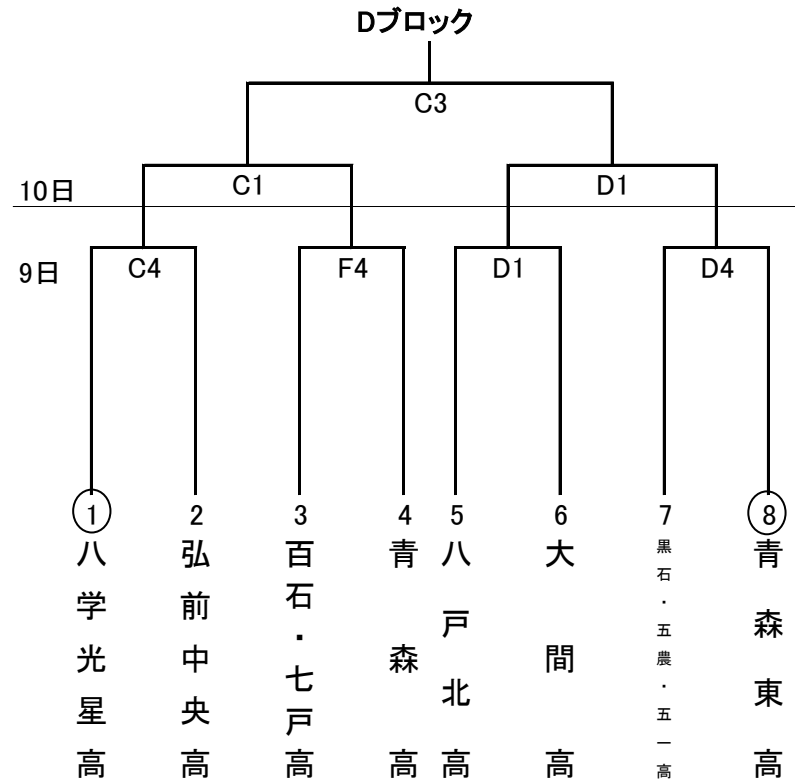 Dブロック
C3
10日
C1
D1
9日
C4
F4
D1
D4
1
2
3
4
5
6
7
8
八学光星高
弘前中央高
百石・七戸高
青森高
八戸北高
大間高
黒石・五農・五一高
青森東高